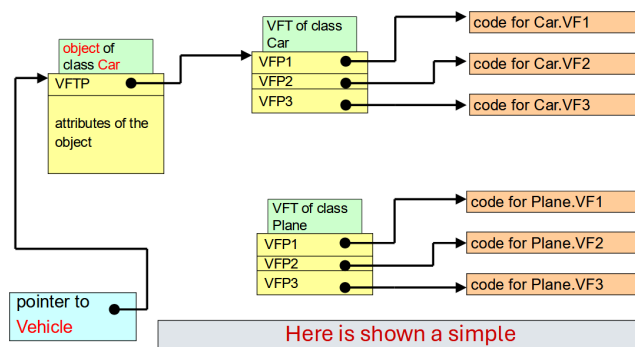 object of
class Car
VFTP
attributes of the
object
VFT of class
Car
VFP1
VFP2
VFP3
code for Car.VF1
code for Car.VF2
code for Car.VF3
VFT of class
Plane
VFP1
VFP2
VFP3
code for Plane.VF1
code for Plane.VF2
code for Plane.VF3
pointer to
Vehicle
Here is shown a simple